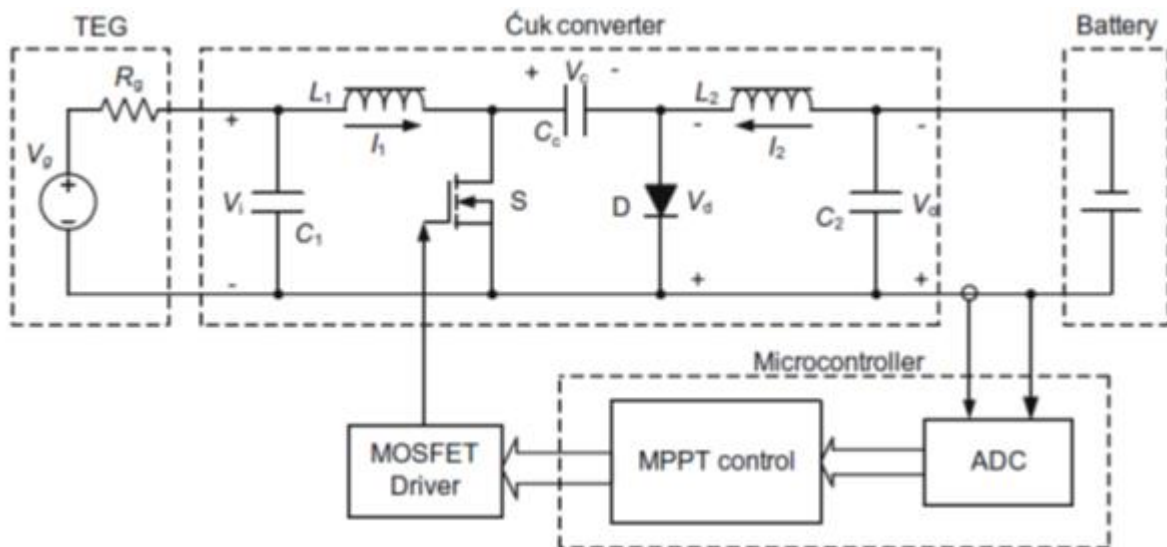 TEG
Ćuk converter
Battery
Rg
L1
+ Vc -
L2
+
I1
Cc
-
I2
-
Vg
+
-
Vi
C1
S
D
Vd
C2
Vo
-
+
+
Microcontroller
MOSFET
Driver
MPPT control
ADC